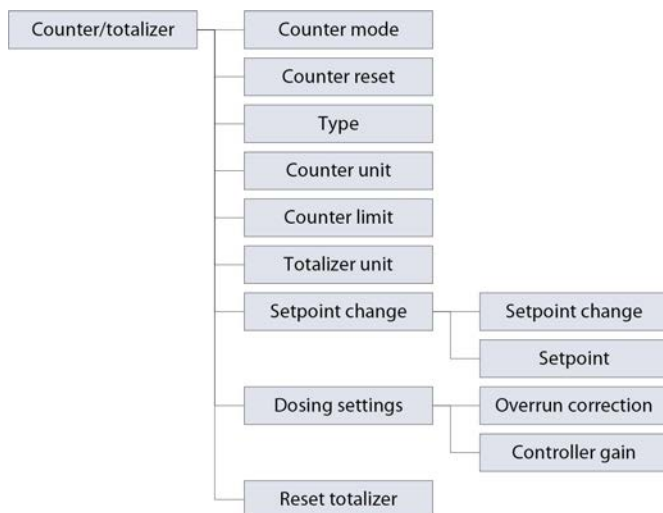 Counter/totalizer
Counter mode
Counter reset
Type
Counter unit
Counter limit
Totalizer unit
Setpoint change
Setpoint change
Setpoint
Dosing settings
Overrun correction
Controller gain
Reset totalizer